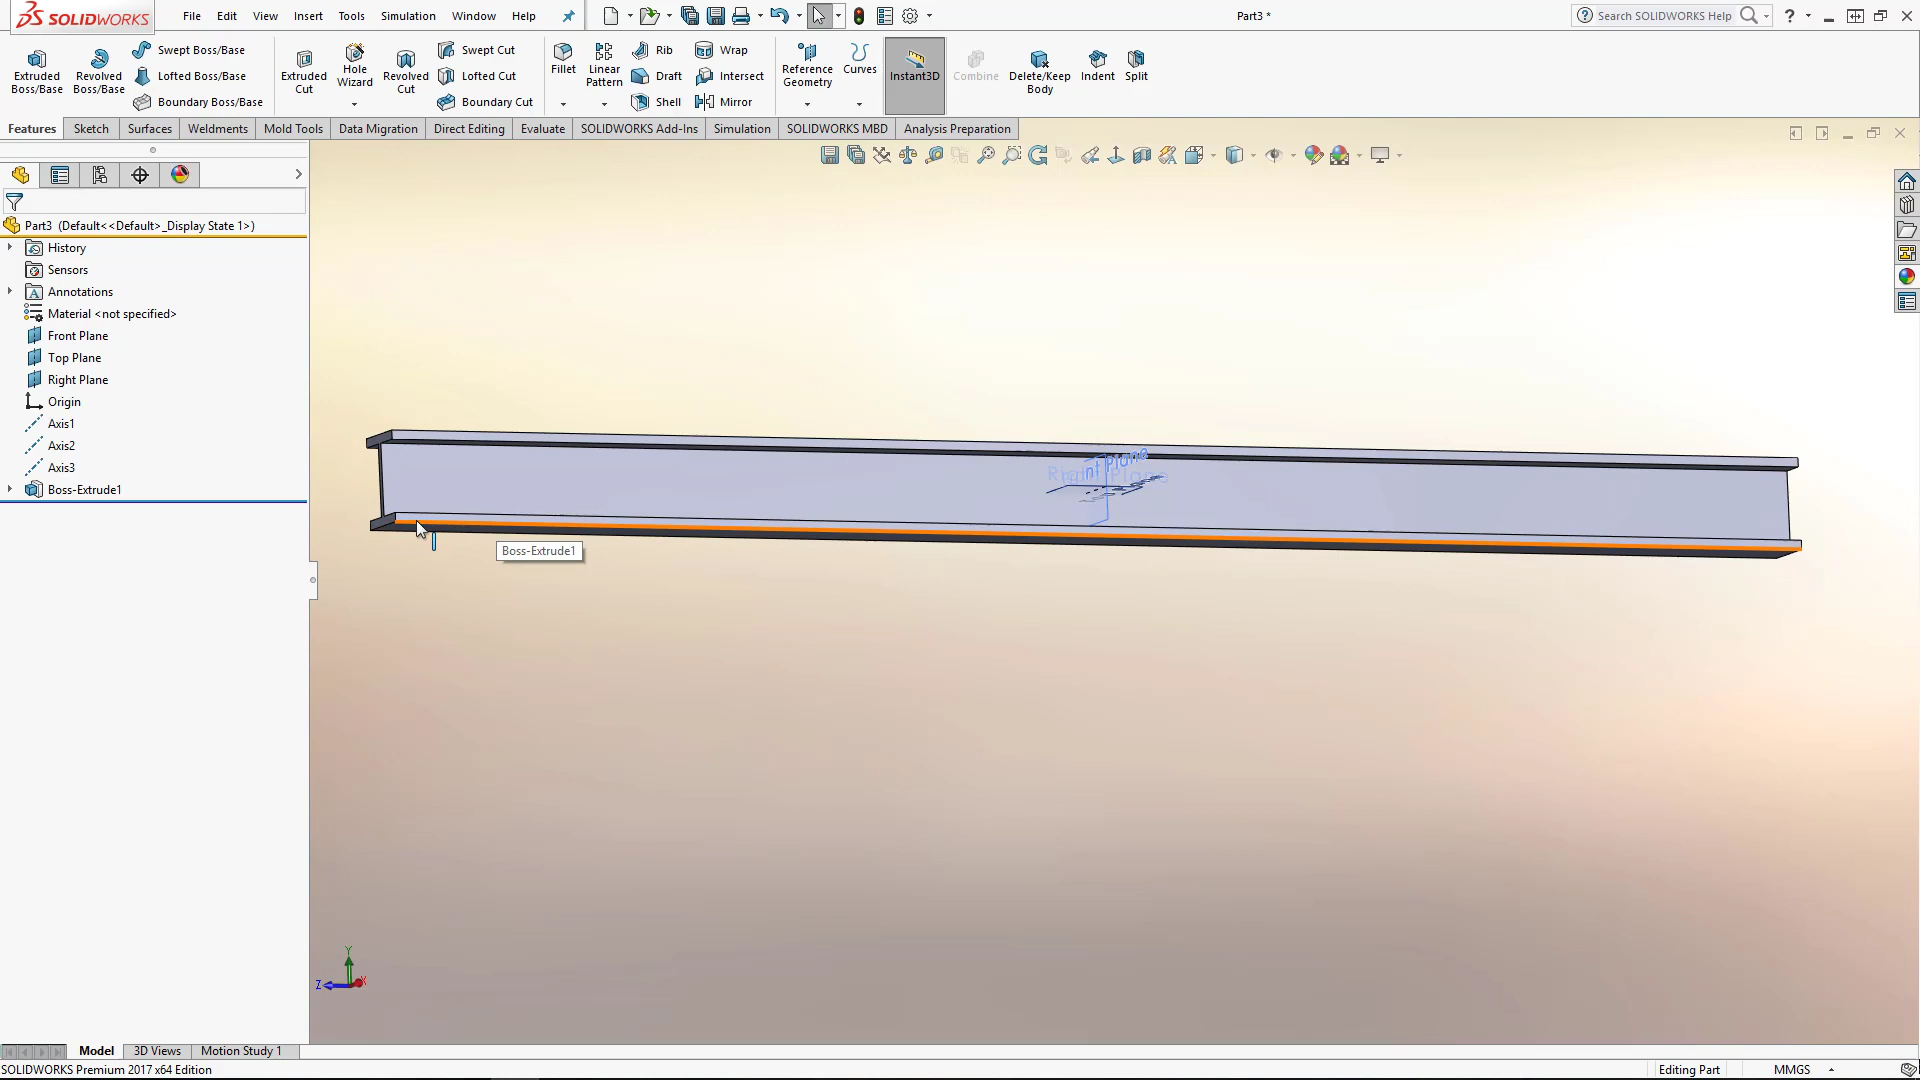 SOLIDWORKS File Edit View Insert Tools Simulation Window Help Part3 * Search SOLIDWORKS Help ?
Extruded Boss/Base
Revolved Boss/Base
Swept Boss/Base
Lofted Boss/Base
Boundary Boss/Base
Extruded Cut
Hole Wizard
Revolved Cut
Swept Cut
Lofted Cut
Boundary Cut
Fillet
Linear Pattern
Rib
Draft
Shell
Wrap
Intersect
Mirror
Reference Geometry
Curves
Instant3D
Combine
Delete/Keep Body
Indent
Split
Features Sketch Surfaces Weldments Mold Tools Data Migration Direct Editing Evaluate SOLIDWORKS Add-Ins Simulation SOLIDWORKS MBD Analysis Preparation
Part3 (Default<<Default>_Display State 1>)
History
Sensors
Annotations
Material <not specified>
Front Plane
Top Plane
Right Plane
Origin
Axis1
Axis2
Axis3
Boss-Extrude1
Plane
Plane
Boss-Extrude1
Y
Z X
Model 3D Views Motion Study 1
SOLIDWORKS Premium 2017 x64 Edition Editing Part MMGS